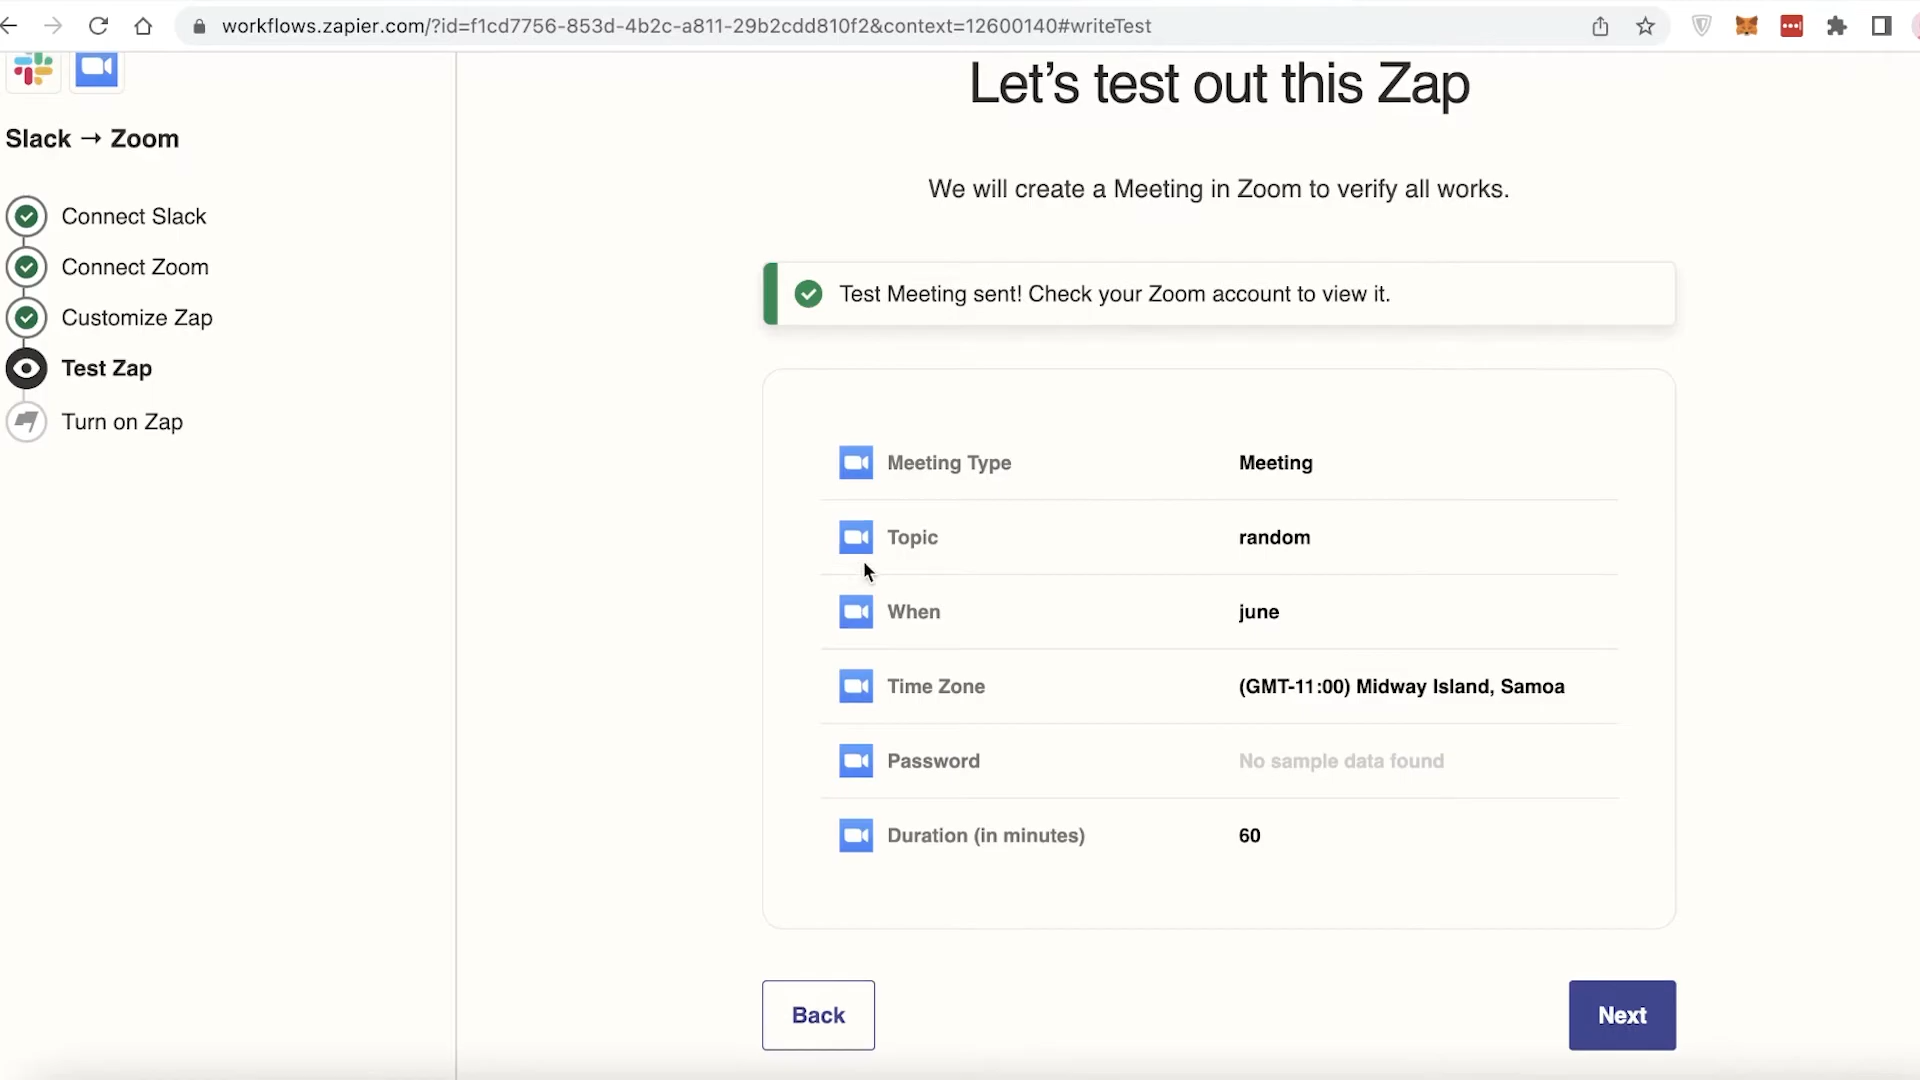 workflows.zapier.com/?id=f1cd7756-853d-4b2c-a811-29b2cdd810f2&context=12600140#writeTest
Slack → Zoom
Connect Slack
Connect Zoom
Customize Zap
Test Zap
Turn on Zap
Let's test out this Zap
We will create a Meeting in Zoom to verify all works.
Test Meeting sent! Check your Zoom account to view it.
Meeting Type Meeting
Topic random
When june
Time Zone (GMT-11:00) Midway Island, Samoa
Password No sample data found
Duration (in minutes) 60
Back Next